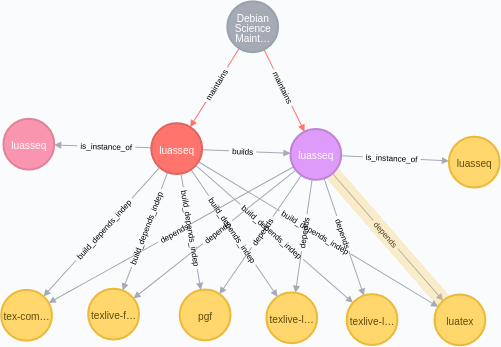 Debian
Science
Maint…
maintains
maintains
luasseq
is_instance_of
luasseq
builds
luasseq
is_instance_of
luasseq
build_depends_indep
build_depends_indep
build_depends_indep
build_depends_indep
build_depends_indep
build_depends_indep
depends
depends
depends
depends
depends
depends
tex-com…
texlive-f…
pgf
texlive-l…
texlive-l…
luatex